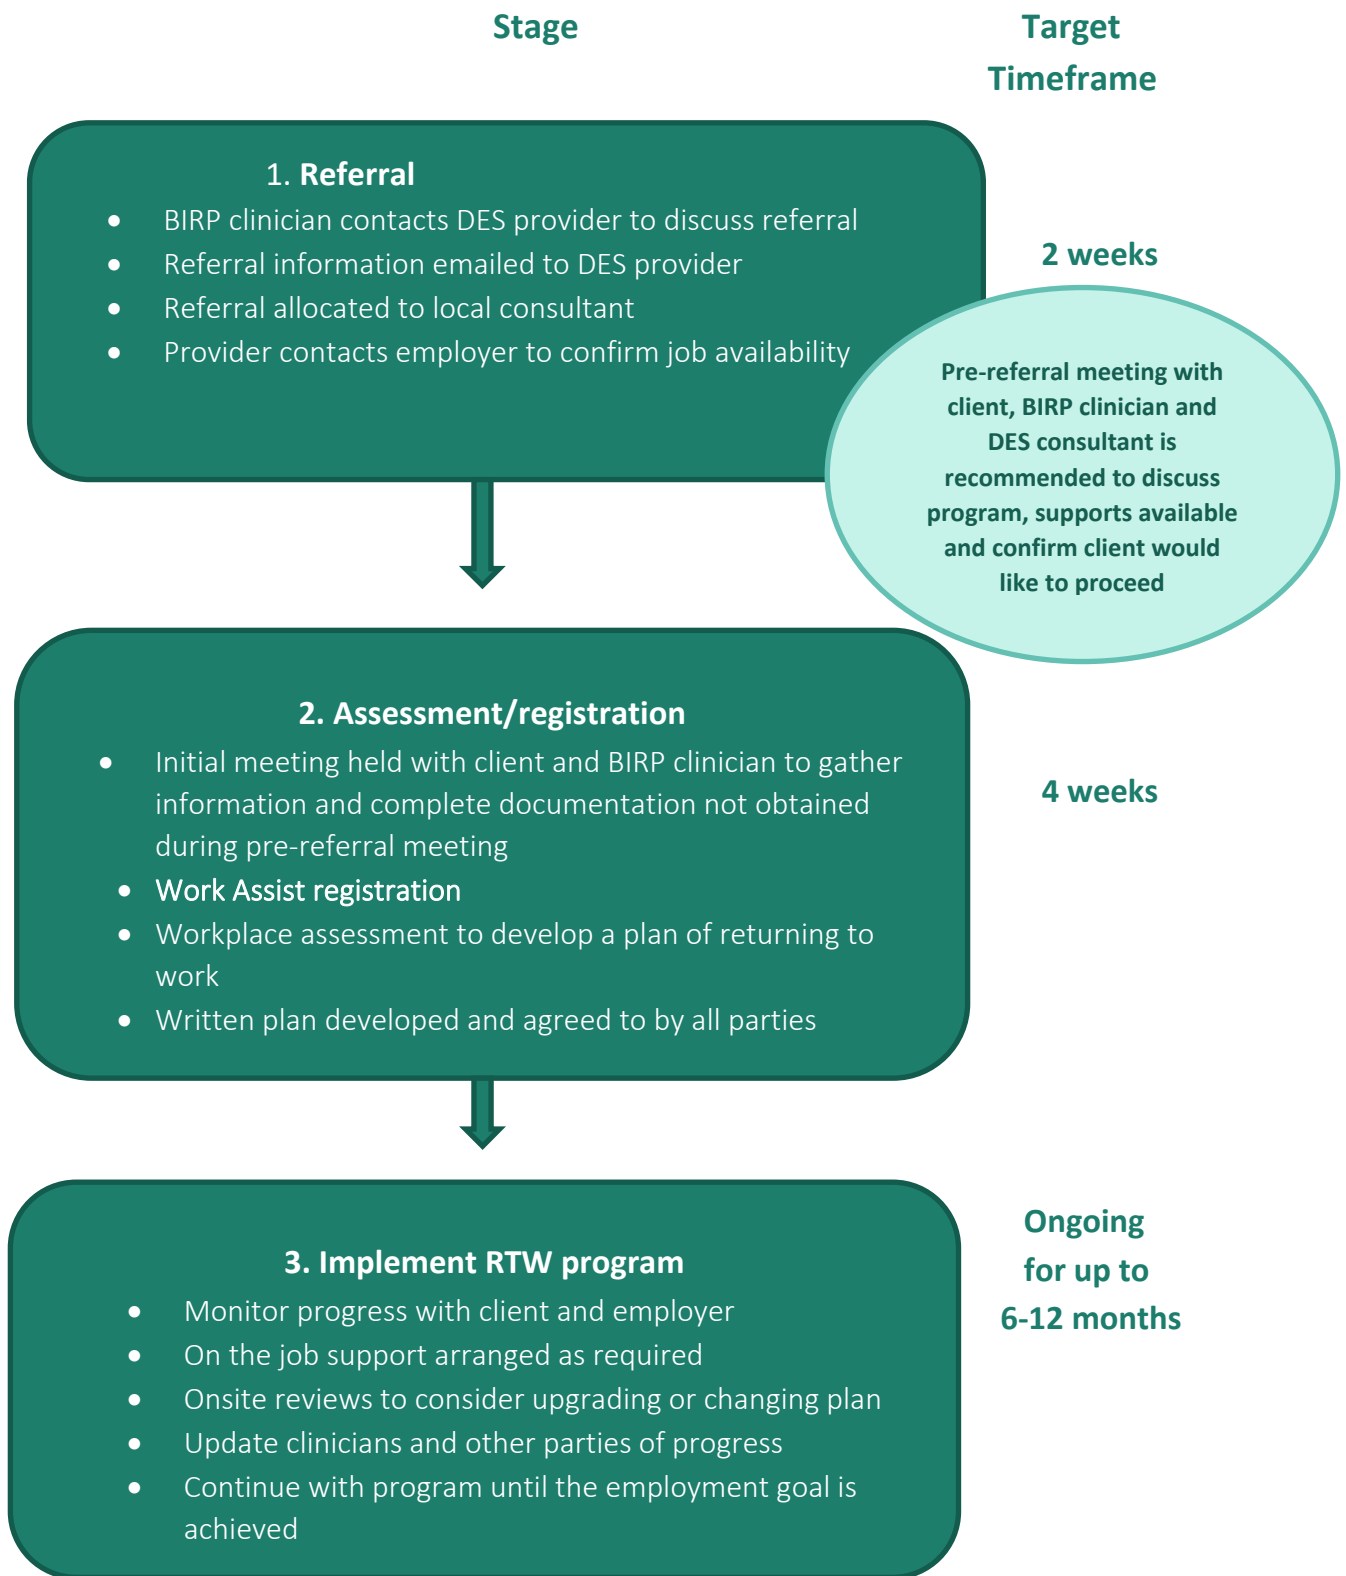 Stage
Target
Timeframe
1. Referral
• BIRP clinician contacts DES provider to discuss referral
• Referral information emailed to DES provider
• Referral allocated to local consultant
• Provider contacts employer to confirm job availability
2 weeks
Pre-referral meeting with
client, BIRP clinician and
DES consultant is
recommended to discuss
program, supports available
and confirm client would
like to proceed
2. Assessment/registration
• Initial meeting held with client and BIRP clinician to gather
information and complete documentation not obtained
during pre-referral meeting
• Work Assist registration
• Workplace assessment to develop a plan of returning to
work
• Written plan developed and agreed to by all parties
4 weeks
3. Implement RTW program
• Monitor progress with client and employer
• On the job support arranged as required
• Onsite reviews to consider upgrading or changing plan
• Update clinicians and other parties of progress
• Continue with program until the employment goal is
achieved
Ongoing
for up to
6-12 months